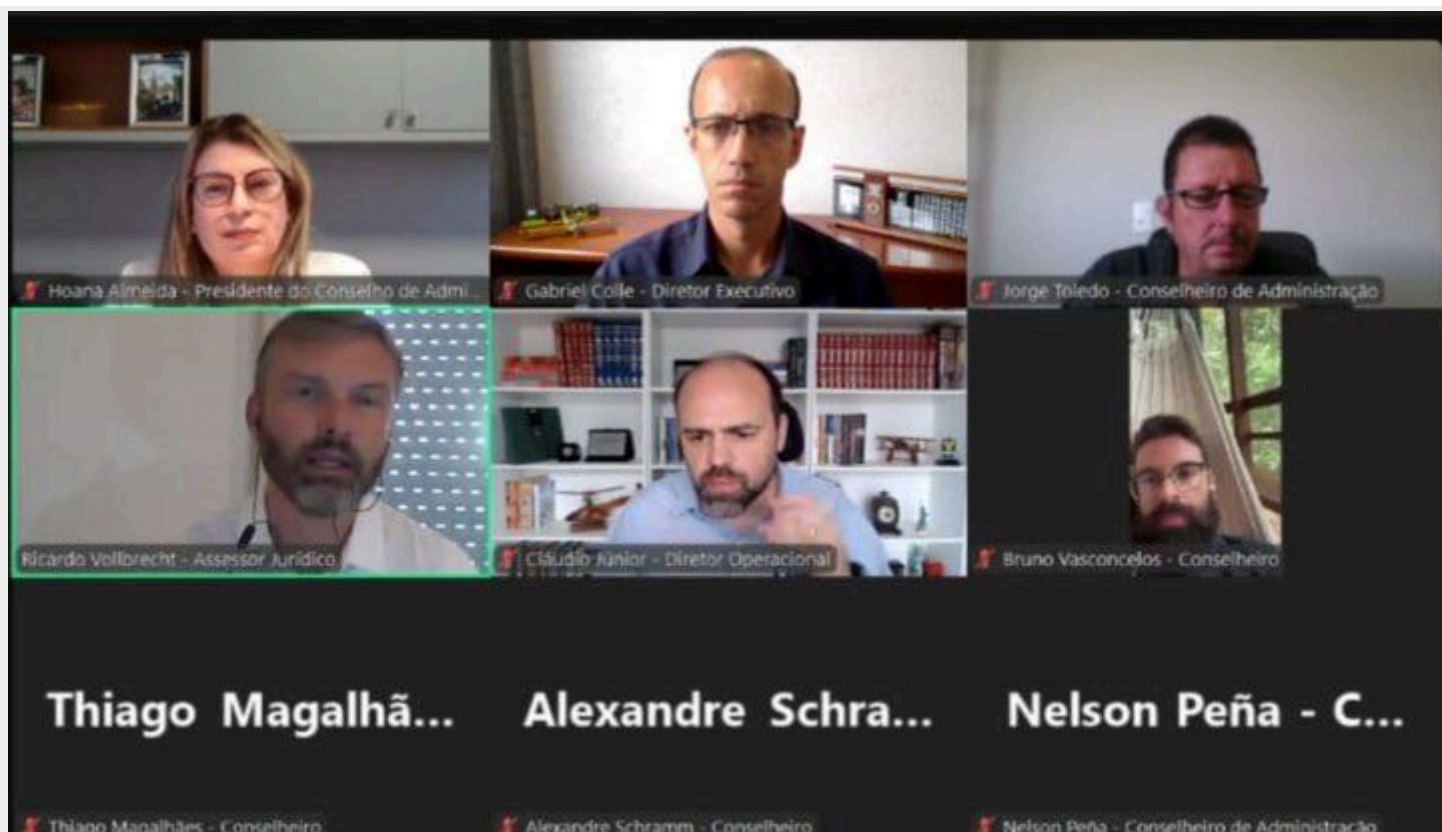 Hoana Almeida - Presidente do Conselho de Admi...
Gabriel Colle - Diretor Executivo
Jorge Toledo - Conselheiro de Administração
Ricardo Vollbrecht - Assessor Jurídico
Cláudio Júnior - Diretor Operacional
Bruno Vasconcelos - Conselheiro
Thiago Magalhã...
Alexandre Schra...
Nelson Peña - C...
Thiago Magalhães - Conselheiro
Alexandre Schramm - Conselheiro
Nelson Peña - Conselheiro de Administração